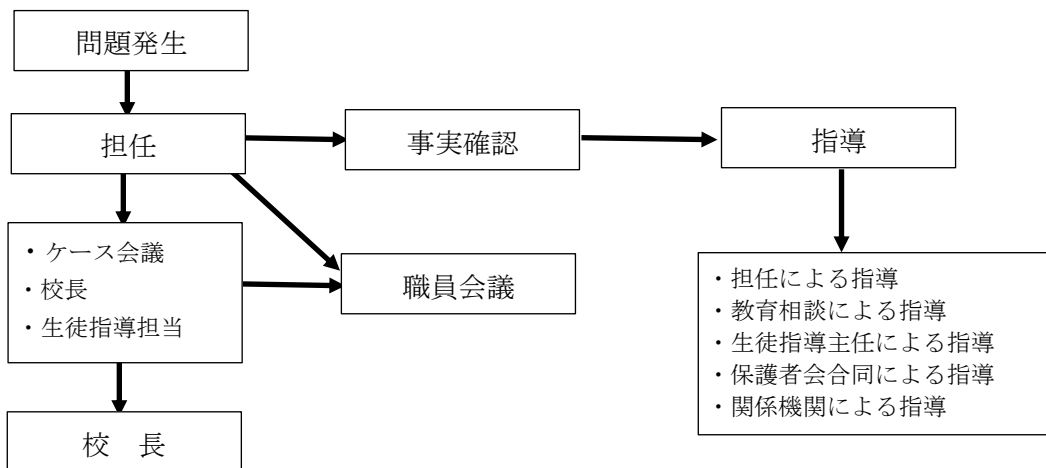 問題発生
担任
事実確認
指導
・ケース会議
・校長
・生徒指導担当
職員会議
・担任による指導
・教育相談による指導
・生徒指導主任による指導
・保護者会合同による指導
・関係機関による指導
校　長